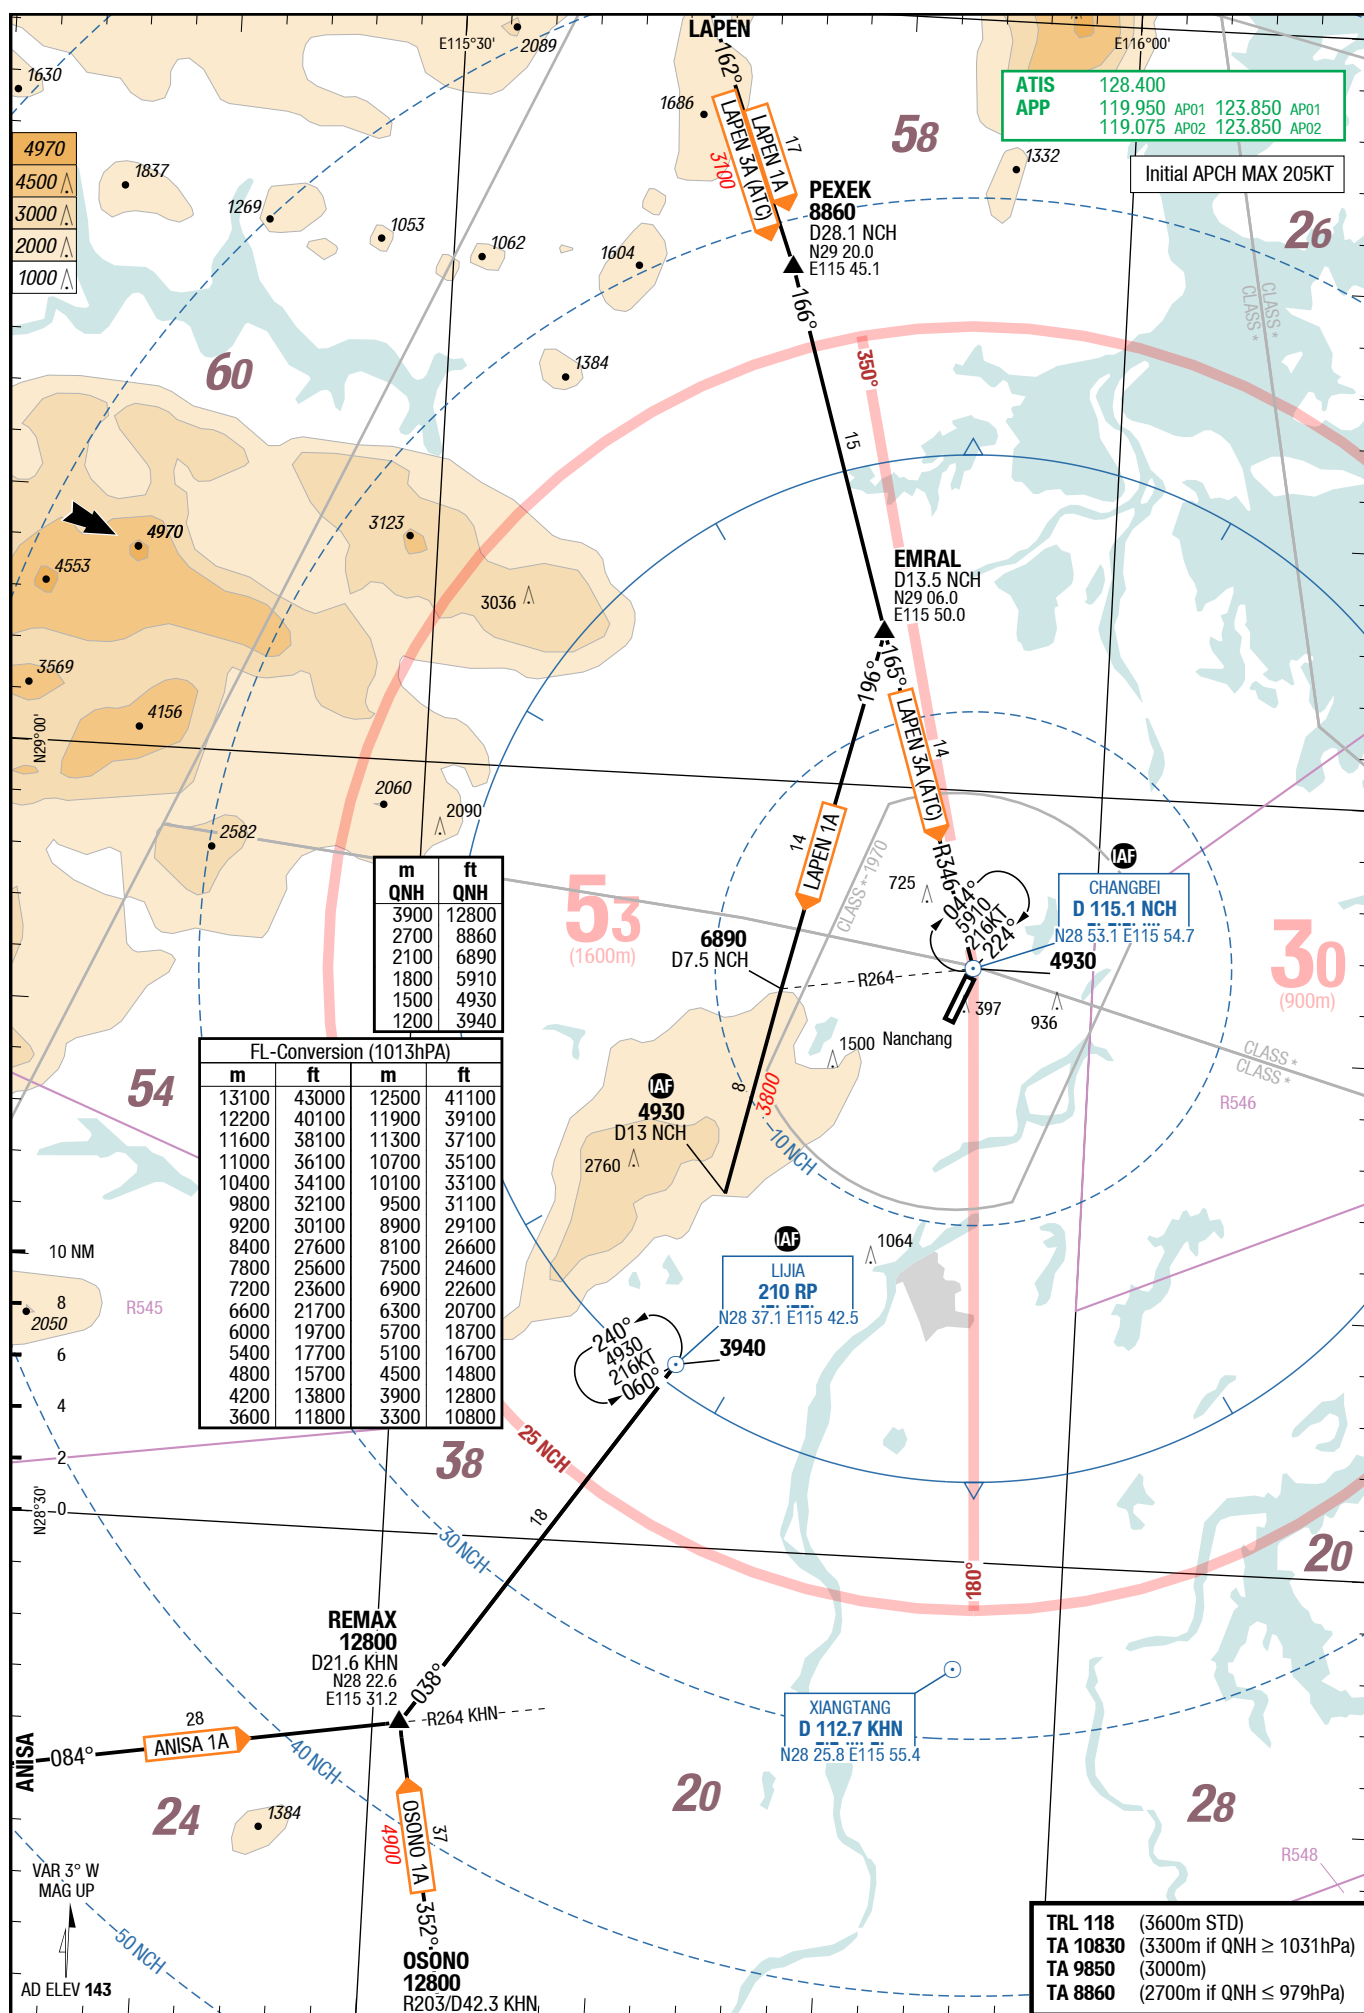 LAPEN
162°
E115°30'
2089
E116°00'
1630
ATIS 128.400
APP 119.950 AP01 123.850 AP01
119.075 AP02 123.850 AP02
1686
LAPEN 1A
17
LAPEN 3A (ATC)
3100
58
1332
Initial APCH MAX 205KT
4970
4500
3000
2000
1000
1837
1269
1053
1062
1604
PEXEK
8860
D28.1 NCH
N29 20.0
E115 45.1
26
CLASS *
CLASS *
166°
350°
60
1384
15
4970
4553
3123
3036
EMRAL
D13.5 NCH
N29 06.0
E115 50.0
3569
4156
N29°00'
196°
165°
LAPEN 3A (ATC)
14
2060
2090
2582
14
LAPEN 1A
CLASS *-1970
R346
725
044°
5910
216KT
224°
IAF
CHANGBEI
D 115.1 NCH
N28 53.1 E115 54.7
4930
m ft
QNH QNH
3900 12800
2700 8860
2100 6890
1800 5910
1500 4930
1200 3940
53
(1600m)
6890
D7.5 NCH
R264
30
(900m)
397
936
Nanchang
1500
CLASS *
CLASS *
R546
54
FL-Conversion (1013hPA)
m ft m ft
13100 43000 12500 41100
12200 40100 11900 39100
11600 38100 11300 37100
11000 36100 10700 35100
10400 34100 10100 33100
9800 32100 9500 31100
9200 30100 8900 29100
8400 27600 8100 26600
7800 25600 7500 24600
7200 23600 6900 22600
6600 21700 6300 20700
6000 19700 5700 18700
5400 17700 5100 16700
4800 15700 4500 14800
4200 13800 3900 12800
3600 11800 3300 10800
IAF
4930
D13 NCH
8
3800
10 NCH
2760
10 NM
8
6
4
2
0
2050
R545
IAF
LIJIA
210 RP
N28 37.1 E115 42.5
1064
240°
4930
216KT
060°
3940
38
25 NCH
N28°30'
18
30 NCH
180°
20
REMAX
12800
D21.6 KHN
N28 22.6
E115 31.2
038°
R264 KHN
XIANGTANG
D 112.7 KHN
N28 25.8 E115 55.4
ANISA
084°
28
ANISA 1A
40 NCH
24
1384
OSONO 1A
37
4900
352°
20
28
R548
VAR 3° W
MAG UP
AD ELEV 143
50 NCH
OSONO
12800
R203/D42.3 KHN
TRL 118 (3600m STD)
TA 10830 (3300m if QNH ≥ 1031hPa)
TA 9850 (3000m)
TA 8860 (2700m if QNH ≤ 979hPa)